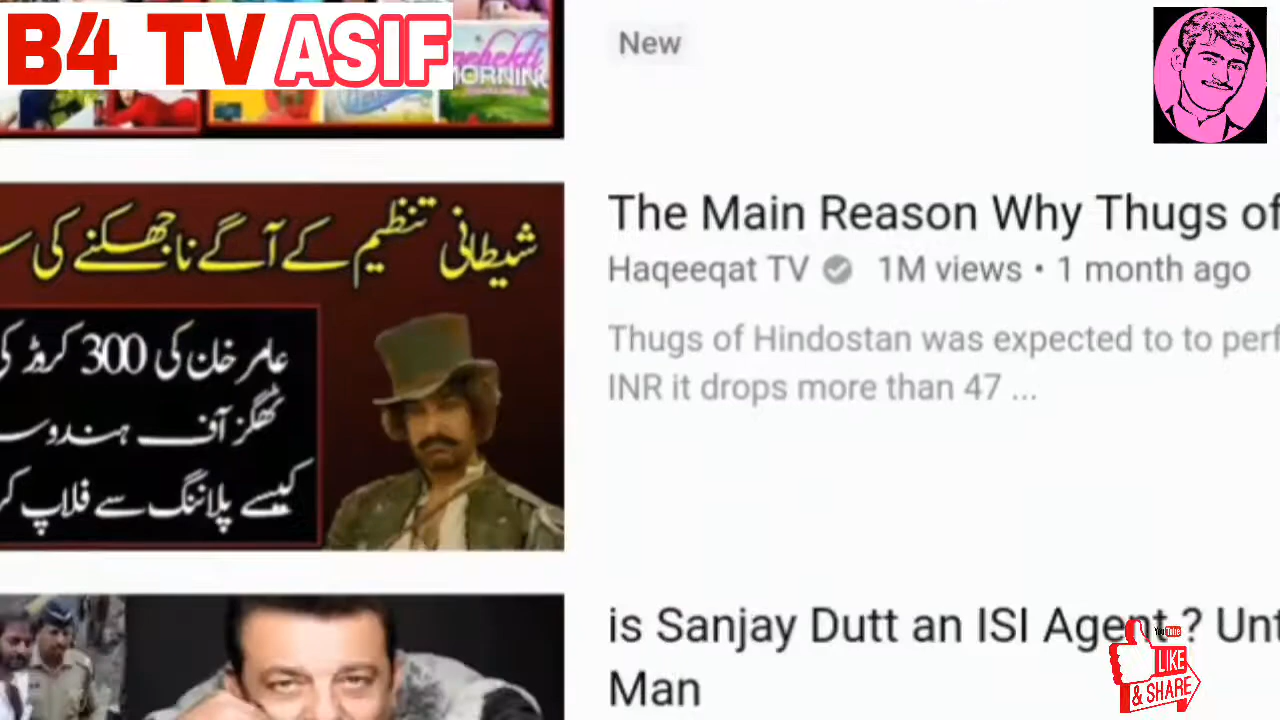 B4 TV ASIF
MORNING
New
شیطانی تنظیم کے آگے نا جھکنے کی
عامر خان کی 300 کروڑ کی
ٹھگز آف
کیسے پلاننگ سے فلاپ
The Main Reason Why Thugs of
Haqeeqat TV 1M views • 1 month ago
Thugs of Hindostan was expected to to perf
INR it drops more than 47 ...
is Sanjay Dutt an ISI Agent ?
Man
YouTube
LIKE
& SHARE